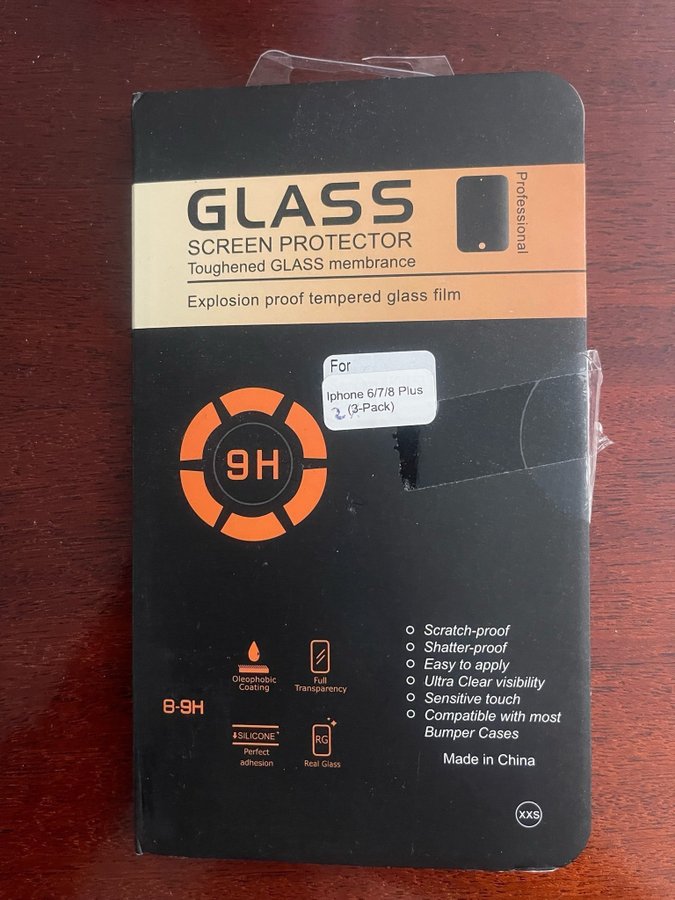 GLASS
SCREEN PROTECTOR
Toughened GLASS membrance
Explosion proof tempered glass film
Professional
For
Iphone 6/7/8 Plus
2 (3-Pack)
9H
Oleophobic
Coating
Full
Transparency
8-9H
SILICONE
Perfect
adhesion
RG
Real Glass
Scratch-proof
Shatter-proof
Easy to apply
Ultra Clear visibility
Sensitive touch
Compatible with most
Bumper Cases
Made in China
XXS